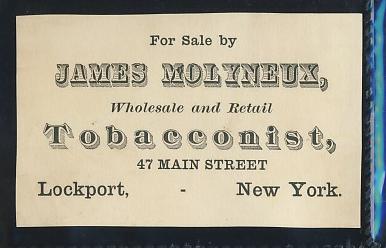 For Sale by
JAMES MOLYNEUX,
Wholesale and Retail
Tobacconist,
47 MAIN STREET
Lockport, - New York.